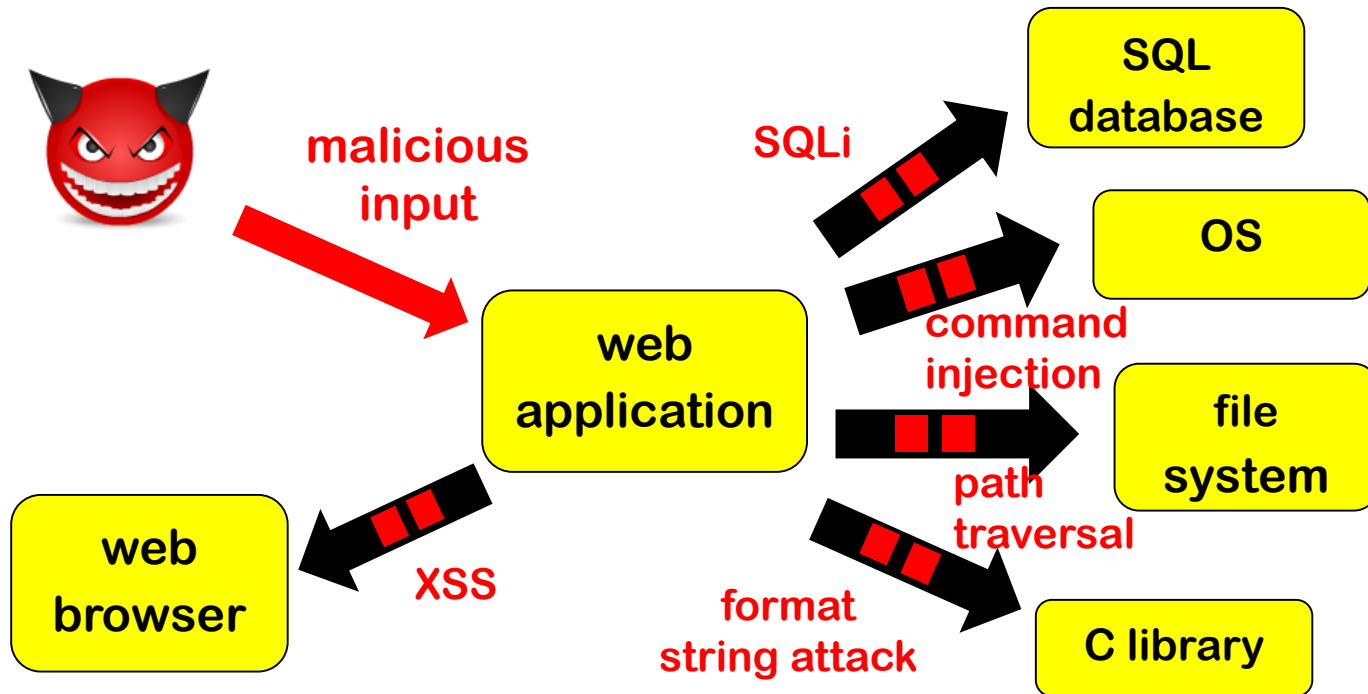 malicious
input
SQLi
SQL
database
OS
command
injection
web
application
file
system
path
traversal
web
browser
XSS
format
string attack
C library